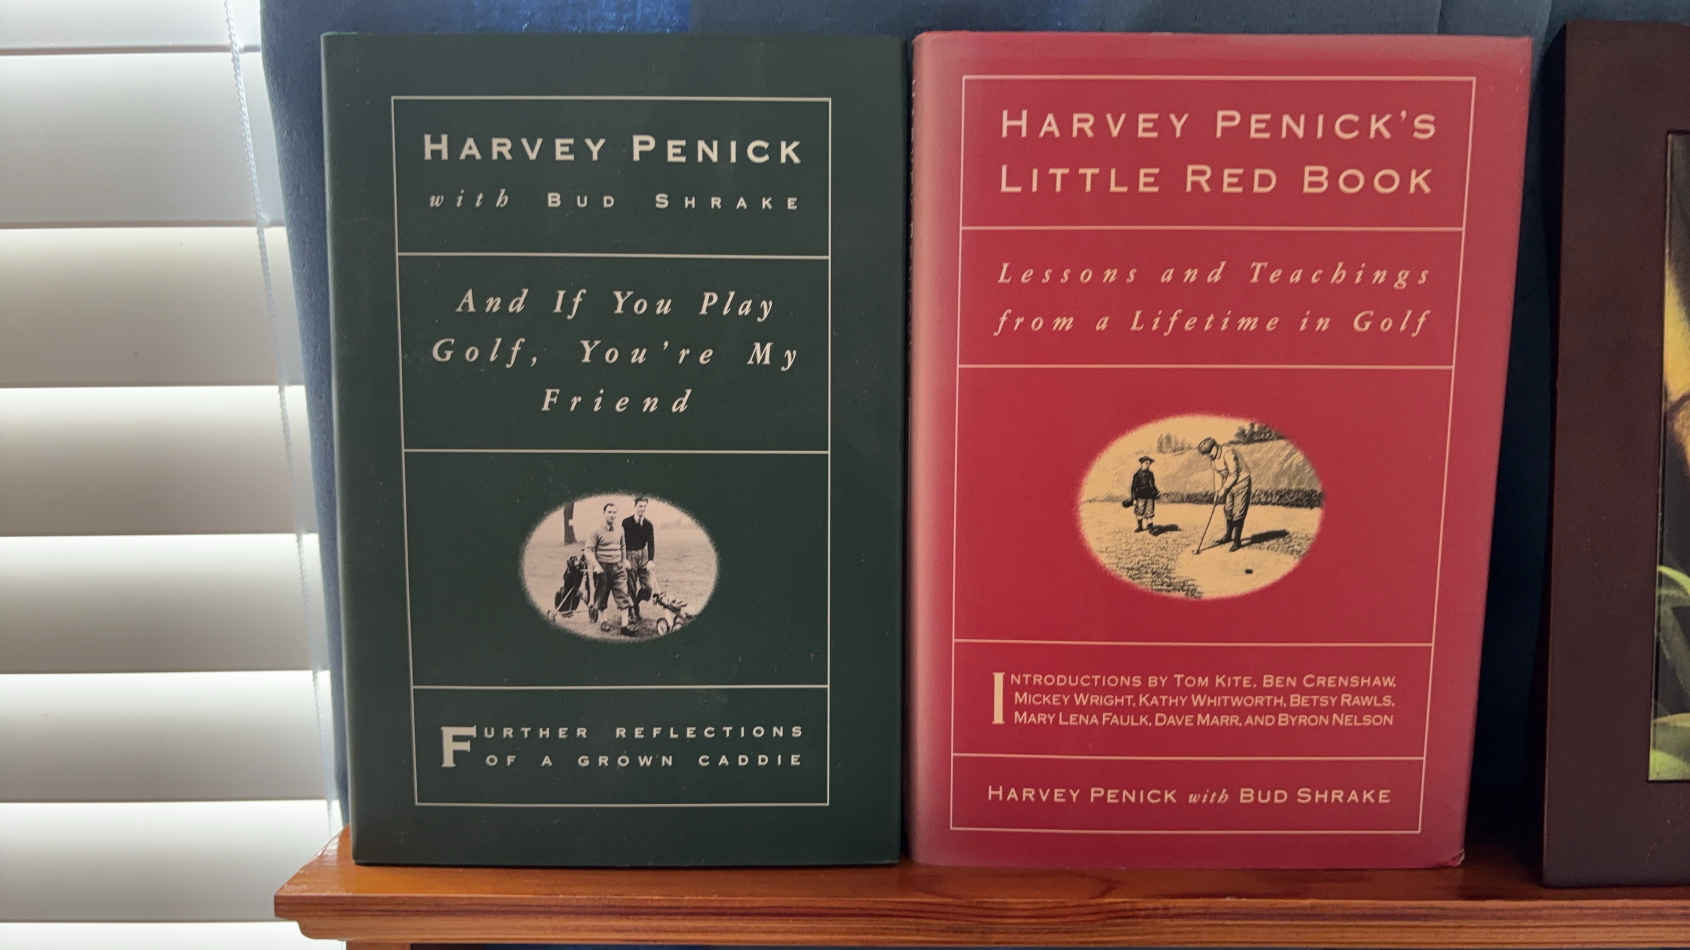 HARVEY PENICK
with BUD SHRAKE
And If You Play
Golf, You're My
Friend
FURTHER REFLECTIONS
OF A GROWN CADDIE
HARVEY PENICK'S
LITTLE RED BOOK
Lessons and Teachings
from a Lifetime in Golf
INTRODUCTIONS BY TOM KITE, BEN CRENSHAW,
MICKEY WRIGHT, KATHY WHITWORTH, BETSY RAWLS,
MARY LENA FAULK, DAVE MARR, AND BYRON NELSON
HARVEY PENICK with BUD SHRAKE